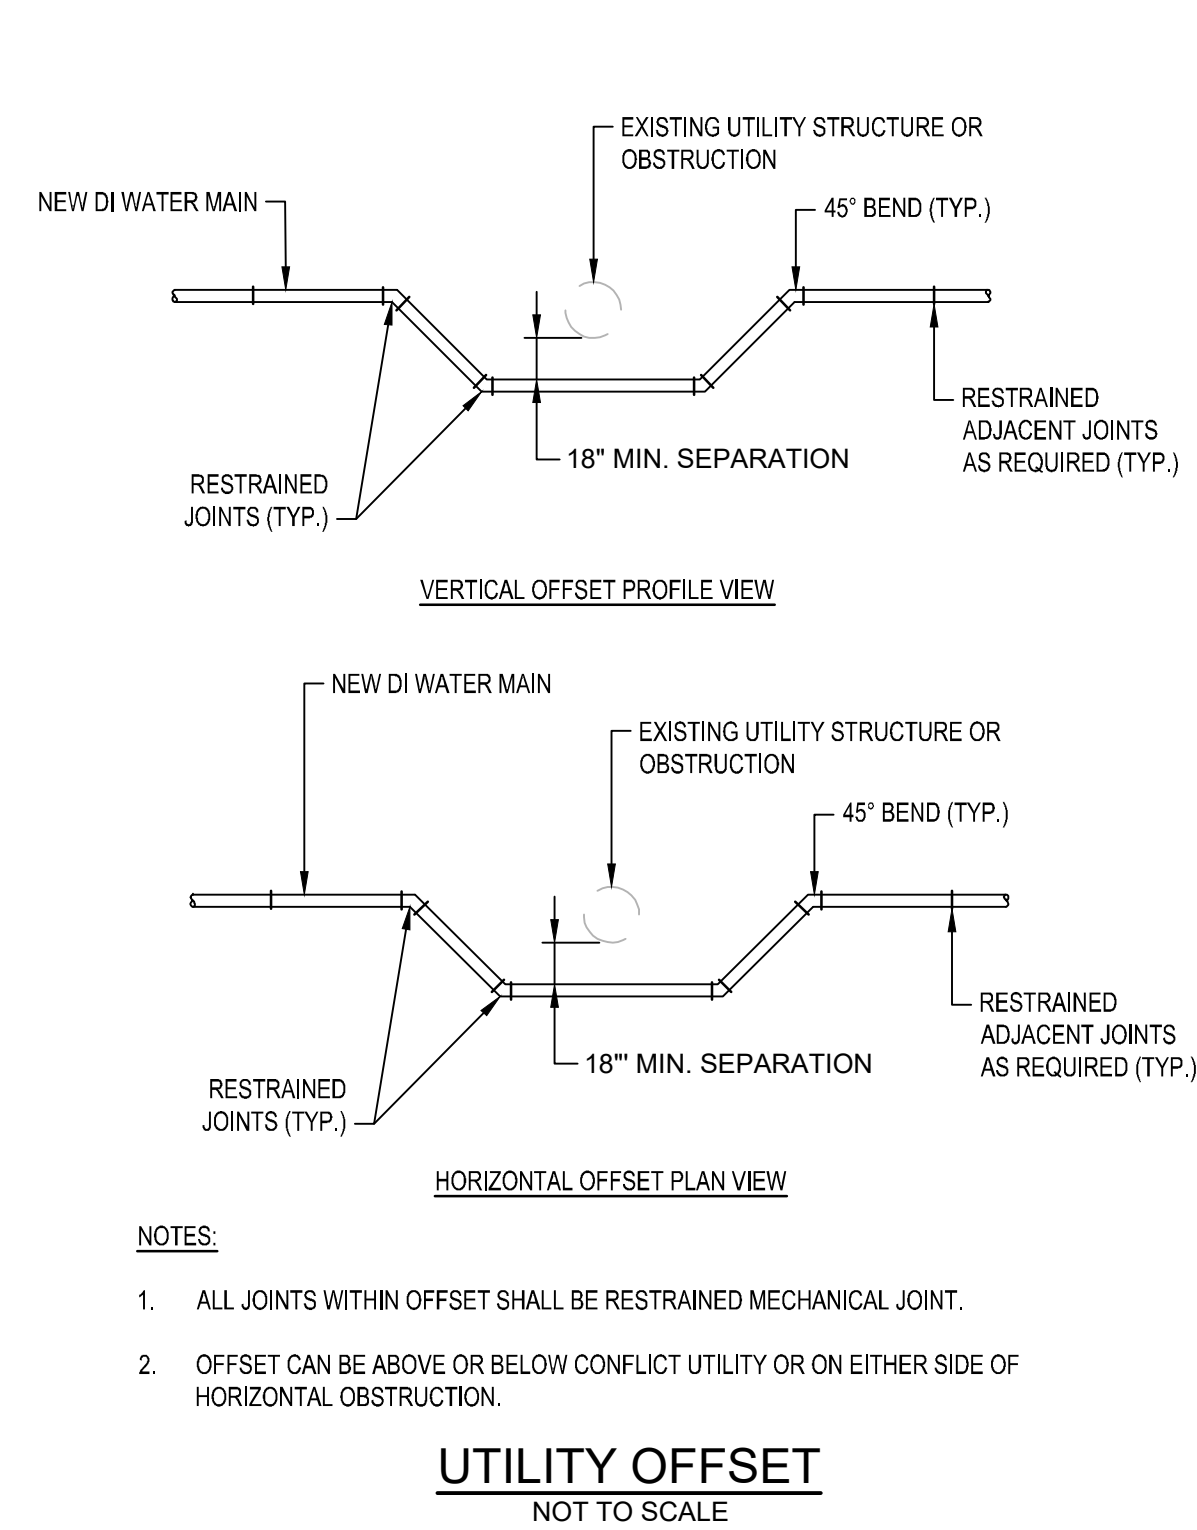 EXISTING UTILITY STRUCTURE OR
OBSTRUCTION
NEW DI WATER MAIN
45° BEND (TYP.)
RESTRAINED
ADJACENT JOINTS
AS REQUIRED (TYP.)
18" MIN. SEPARATION
RESTRAINED
JOINTS (TYP.)
VERTICAL OFFSET PROFILE VIEW
NEW DI WATER MAIN
EXISTING UTILITY STRUCTURE OR
OBSTRUCTION
45° BEND (TYP.)
RESTRAINED
ADJACENT JOINTS
AS REQUIRED (TYP.)
18"' MIN. SEPARATION
RESTRAINED
JOINTS (TYP.)
HORIZONTAL OFFSET PLAN VIEW
NOTES:
1. ALL JOINTS WITHIN OFFSET SHALL BE RESTRAINED MECHANICAL JOINT.
2. OFFSET CAN BE ABOVE OR BELOW CONFLICT UTILITY OR ON EITHER SIDE OF
HORIZONTAL OBSTRUCTION.
UTILITY OFFSET
NOT TO SCALE